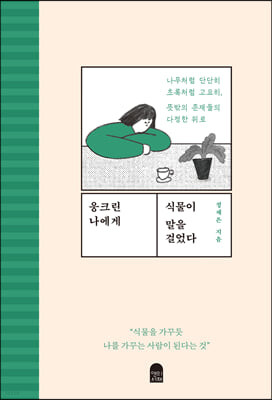 나무처럼 단단히
초록처럼 고요히,
뜻밖의 존재들의
다정한 위로
웅크린
나에게
식물이
말을
걸었다
정재은 지음
“식물을 가꾸듯
나를 가꾸는 사람이 된다는 것”